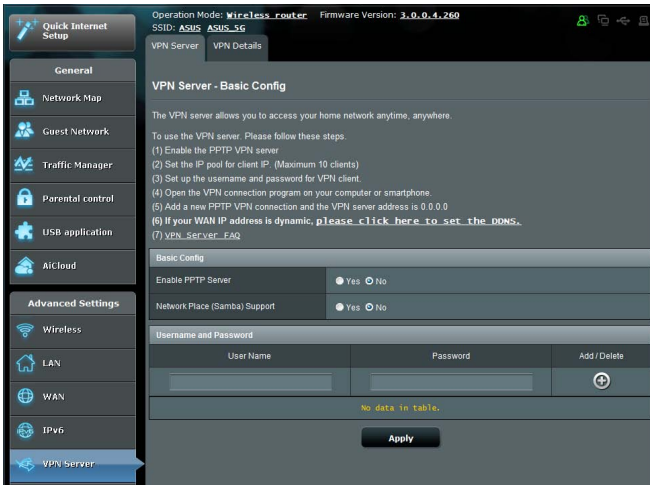 Quick Internet
Setup
Operation Mode: Wireless router Firmware Version: 3.0.0.4.260
SSID: ASUS ASUS_5G
VPN Server VPN Details
General
Network Map
Guest Network
Traffic Manager
Parental control
USB application
AiCloud
Advanced Settings
Wireless
LAN
WAN
IPv6
VPN Server
VPN Server - Basic Config
The VPN server allows you to access your home network anytime, anywhere.
To use the VPN server. Please follow these steps.
(1) Enable the PPTP VPN server
(2) Set the IP pool for client IP. (Maximum 10 clients)
(3) Set up the username and password for VPN client.
(4) Open the VPN connection program on your computer or smartphone.
(5) Add a new PPTP VPN connection and the VPN server address is 0.0.0.0
(6) If your WAN IP address is dynamic, please click here to set the DDNS.
(7) VPN Server FAQ
Basic Config
Enable PPTP Server Yes No
Network Place (Samba) Support Yes No
Username and Password
User Name Password Add / Delete
No data in table.
Apply